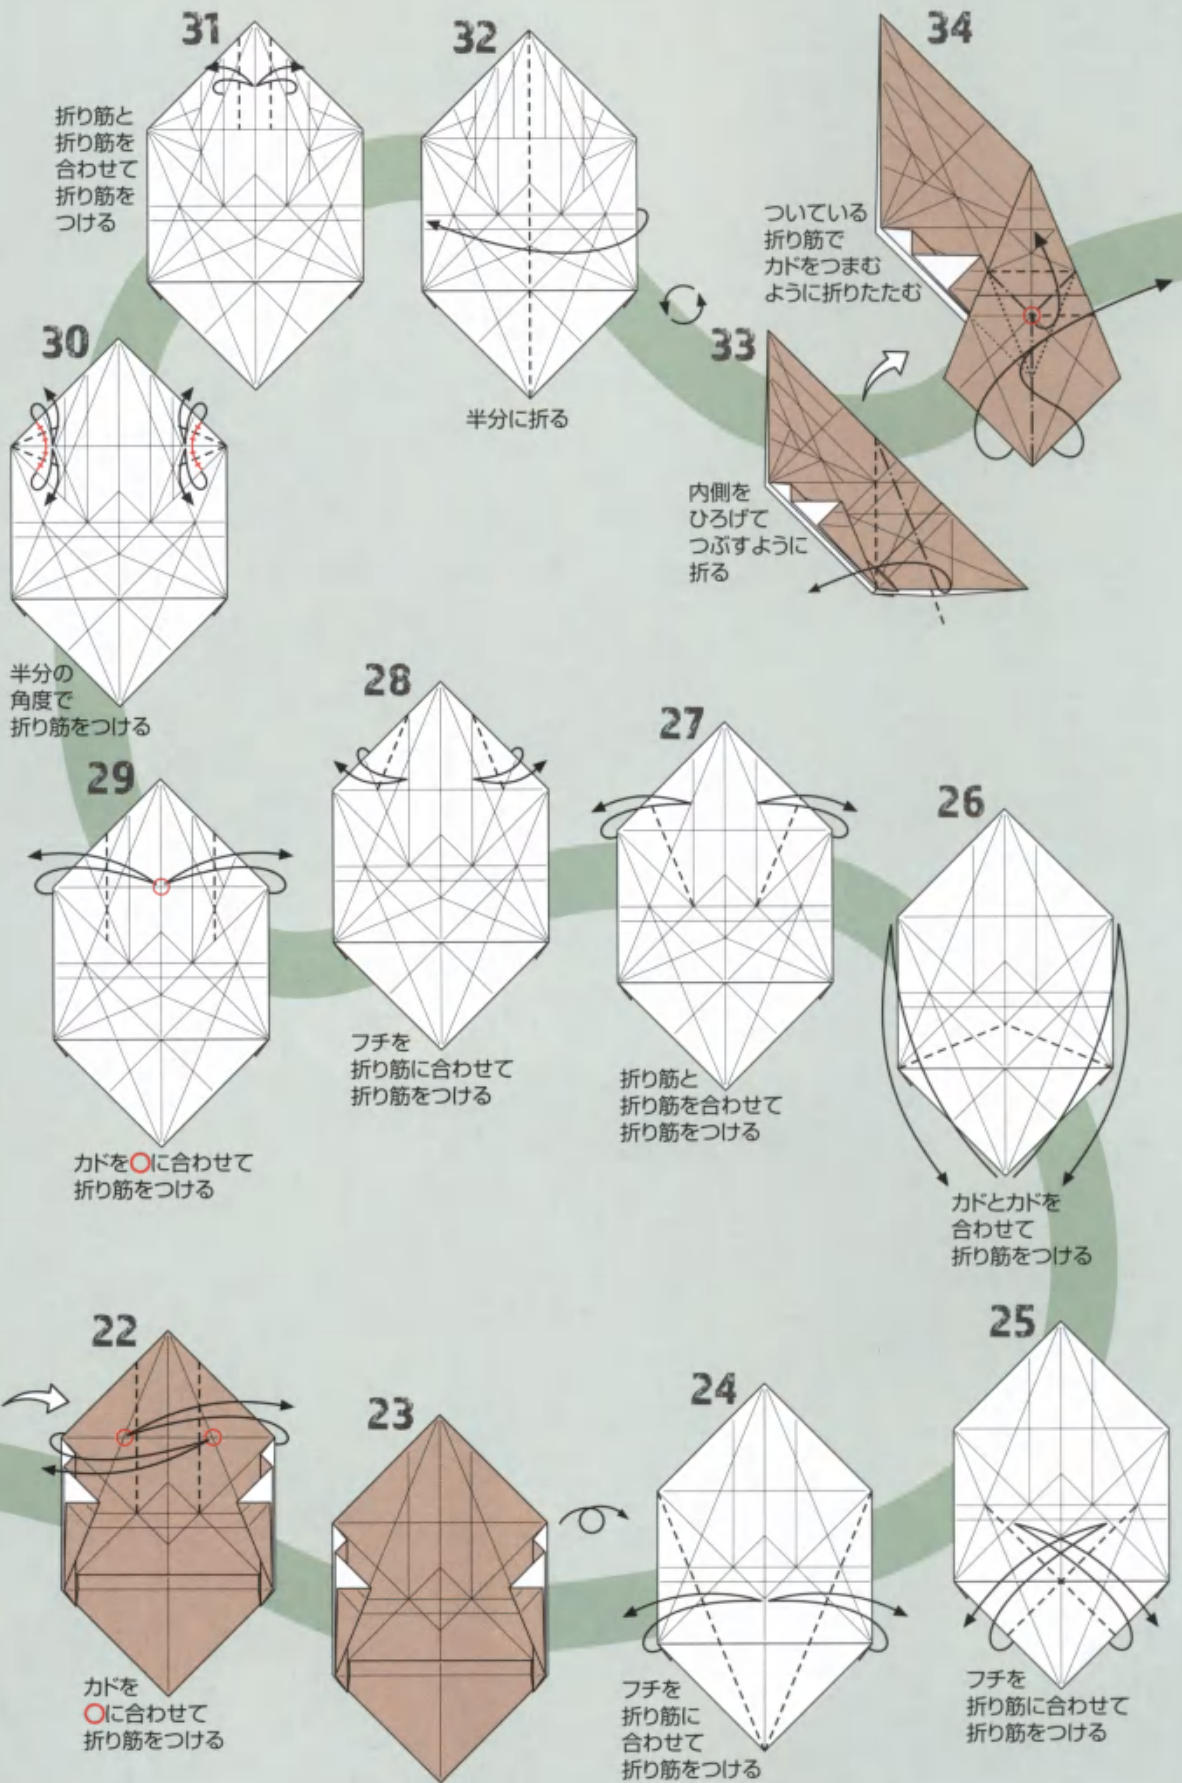 22
カドを
○に合わせて
折り筋をつける
23
24
フチを
折り筋に
合わせて
折り筋をつける
25
フチを
折り筋に合わせて
折り筋をつける
26
カドとカドを
合わせて
折り筋をつける
27
折り筋と
折り筋を合わせて
折り筋をつける
28
フチを
折り筋に合わせて
折り筋をつける
29
カドを○に合わせて
折り筋をつける
30
半分の
角度で
折り筋をつける
31
折り筋と
折り筋を
合わせて
折り筋を
つける
32
半分に折る
33
内側を
ひろげて
つぶすように
折る
34
ついている
折り筋で
カドをつまむ
ように折りたたむ